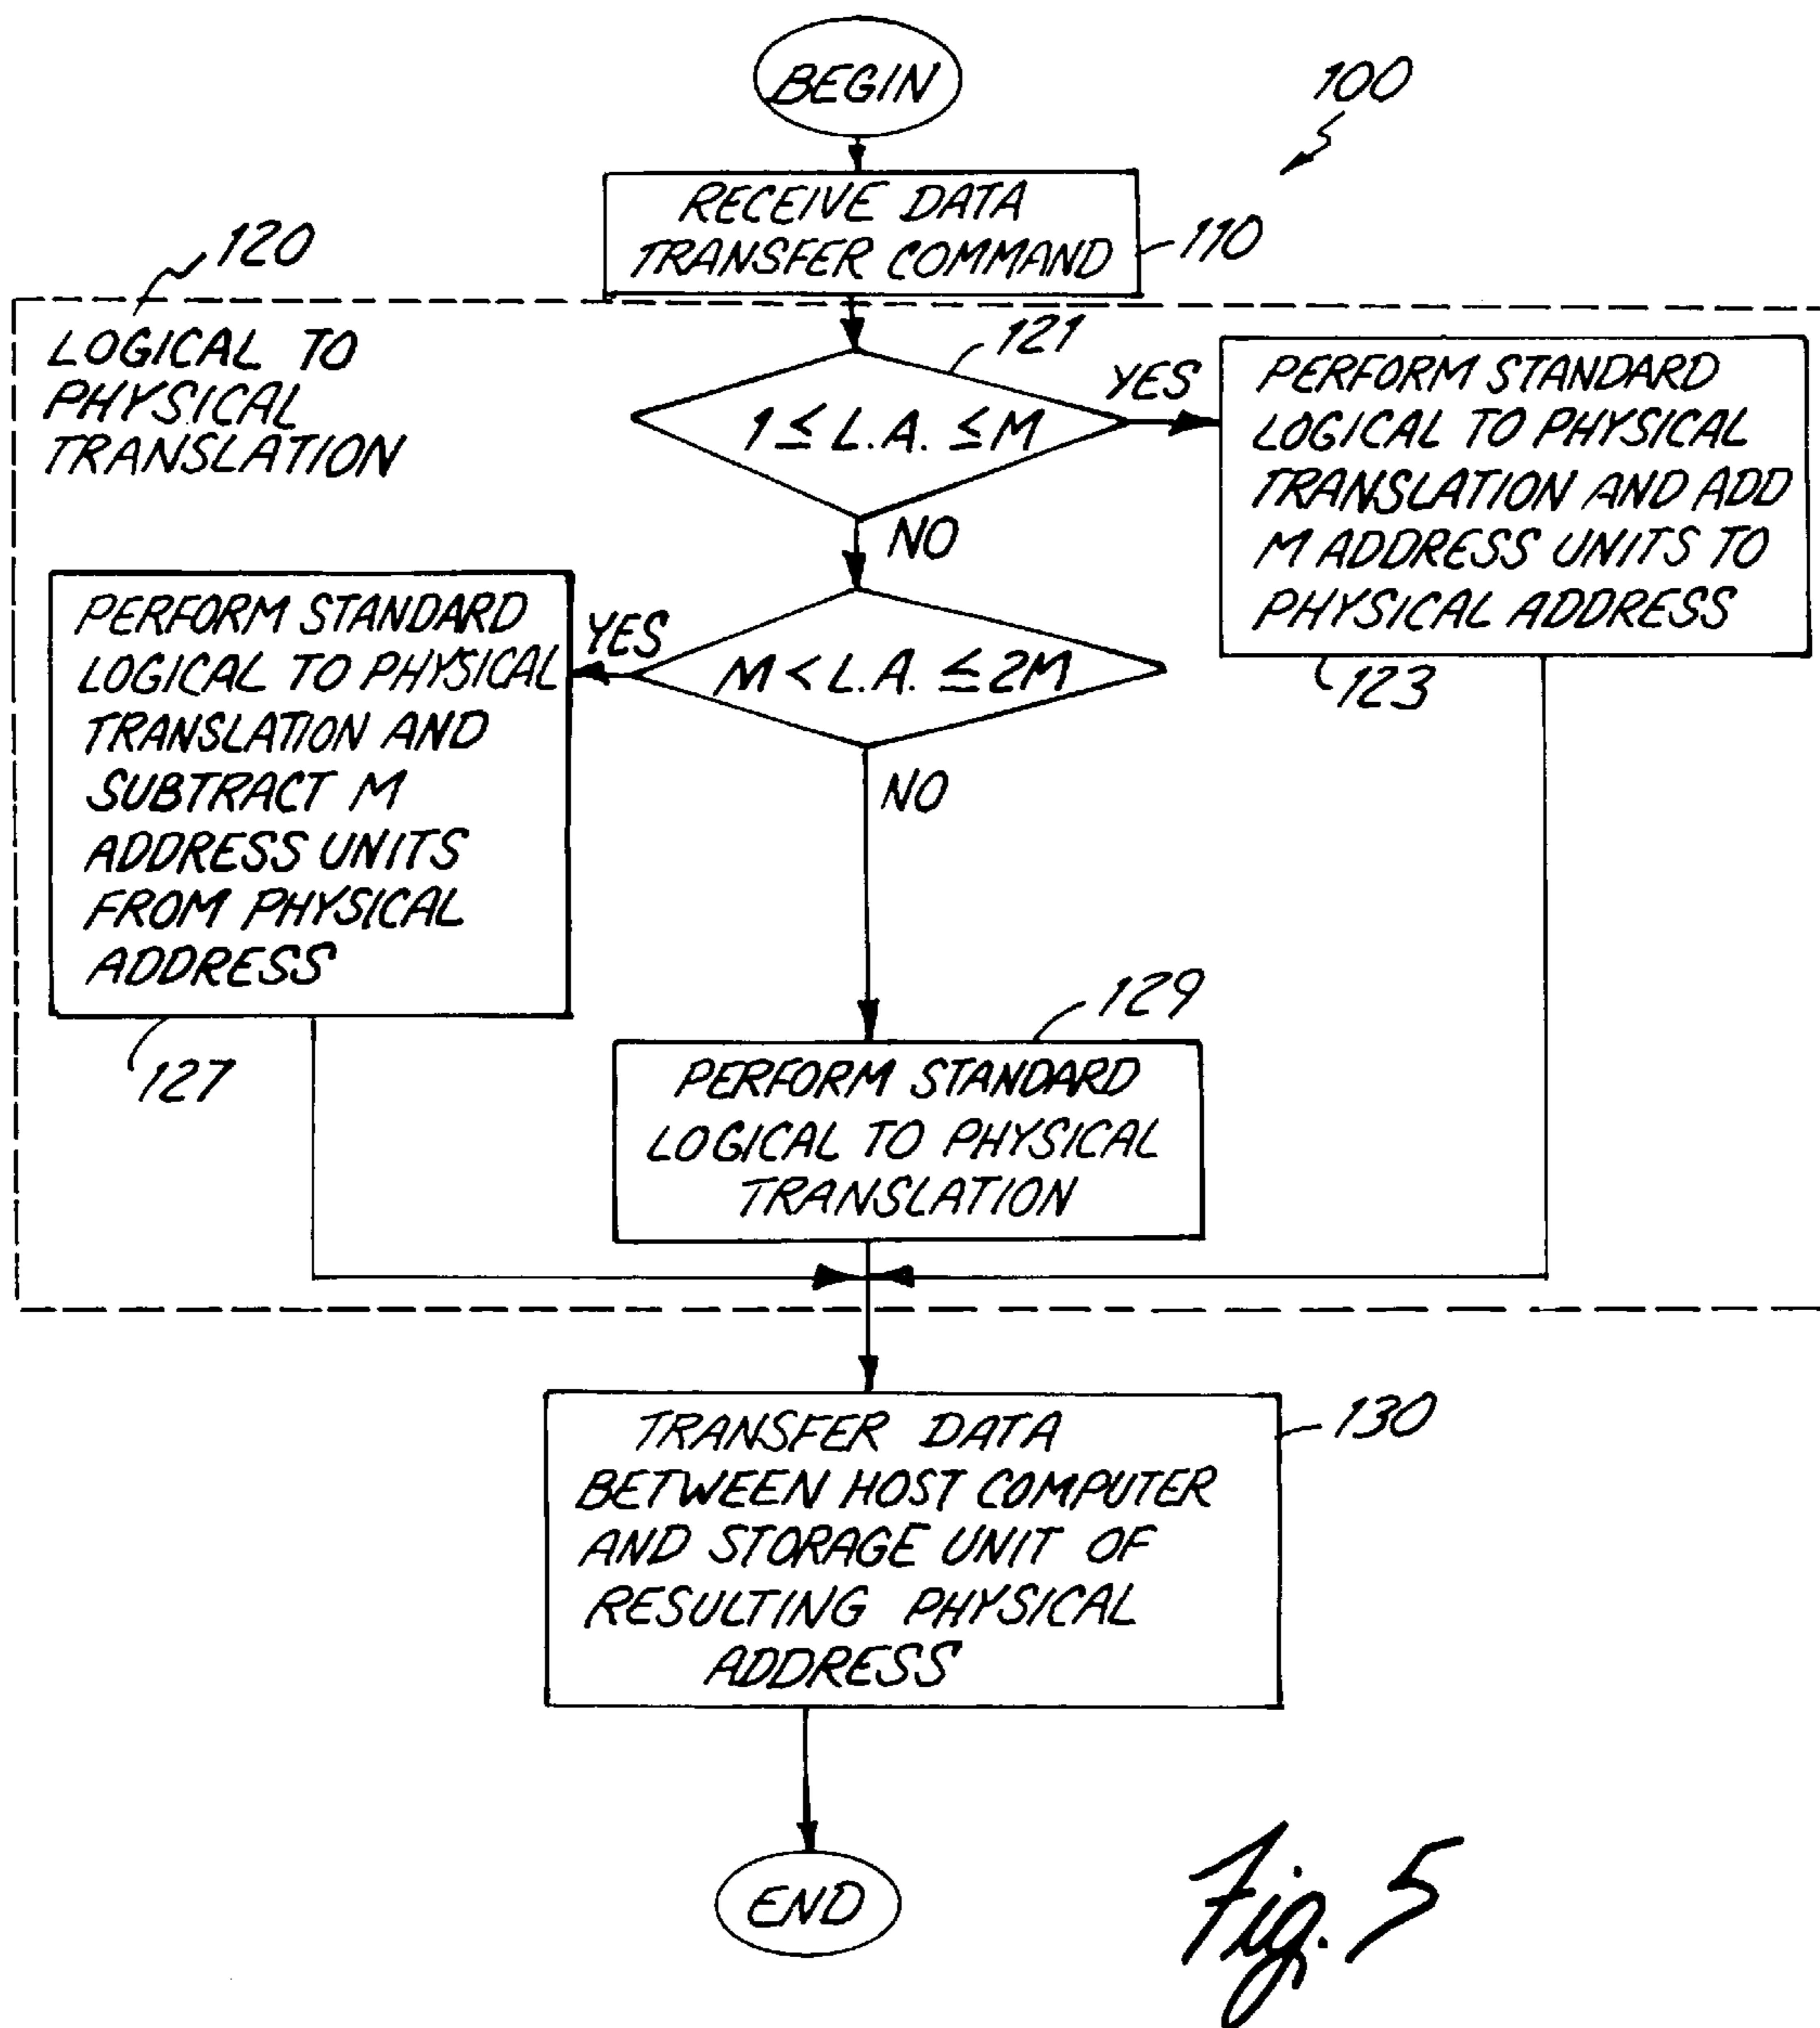 BEGIN
100
RECEIVE DATA
TRANSFER COMMAND
110
120
LOGICAL TO
PHYSICAL
TRANSLATION
121
1 ≤ L.A. ≤ M
YES
PERFORM STANDARD
LOGICAL TO PHYSICAL
TRANSLATION AND ADD
M ADDRESS UNITS TO
PHYSICAL ADDRESS
123
NO
M < L.A. ≤ 2M
YES
PERFORM STANDARD
LOGICAL TO PHYSICAL
TRANSLATION AND
SUBTRACT M
ADDRESS UNITS
FROM PHYSICAL
ADDRESS
127
NO
129
PERFORM STANDARD
LOGICAL TO PHYSICAL
TRANSLATION
TRANSFER DATA
BETWEEN HOST COMPUTER
AND STORAGE UNIT OF
RESULTING PHYSICAL
ADDRESS
130
END
Fig. 5